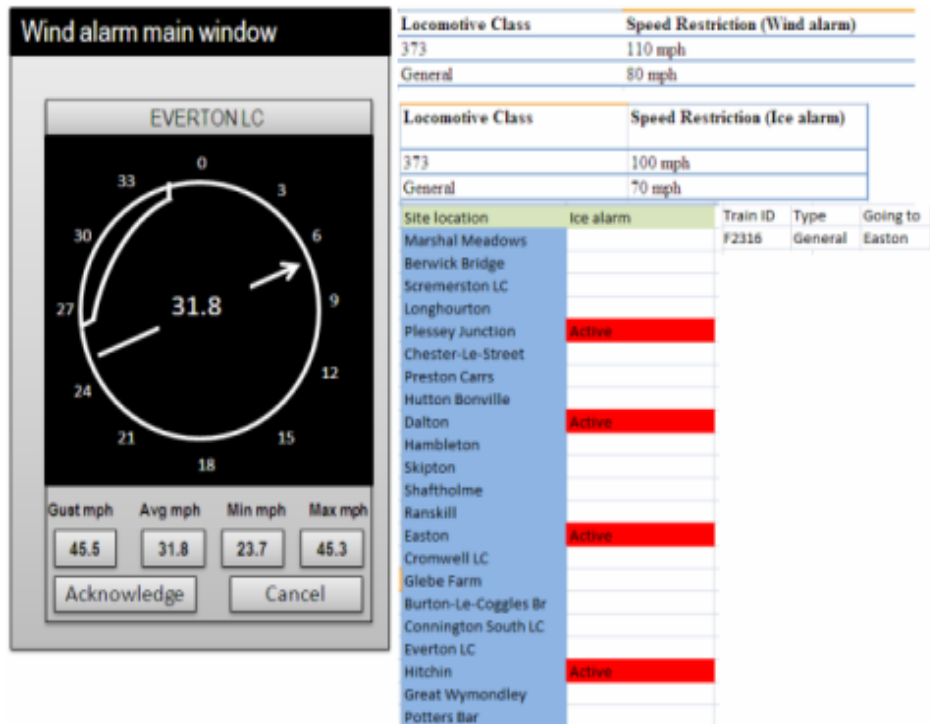 Wind alarm main window
EVERTON LC
0
3
6
9
12
15
18
21
24
27
30
33
31.8
Gust mph Avg mph Min mph Max mph
45.5 31.8 23.7 45.3
Acknowledge Cancel
Locomotive Class Speed Restriction (Wind alarm)
373 110 mph
General 80 mph
Locomotive Class Speed Restriction (Ice alarm)
373 100 mph
General 70 mph
Site location Ice alarm
Marshal Meadows
Berwick Bridge
Scremerston LC
Longhourton
Plessey Junction Active
Chester-Le-Street
Preston Carrs
Hutton Bonville
Dalton Active
Hambleton
Skipton
Shaftholme
Ranskill
Easton Active
Cromwell LC
Glebe Farm
Burton-Le-Coggles Br
Connington South LC
Everton LC
Hitchin Active
Great Wymondley
Potters Bar
Train ID Type Going to
F2316 General Easton